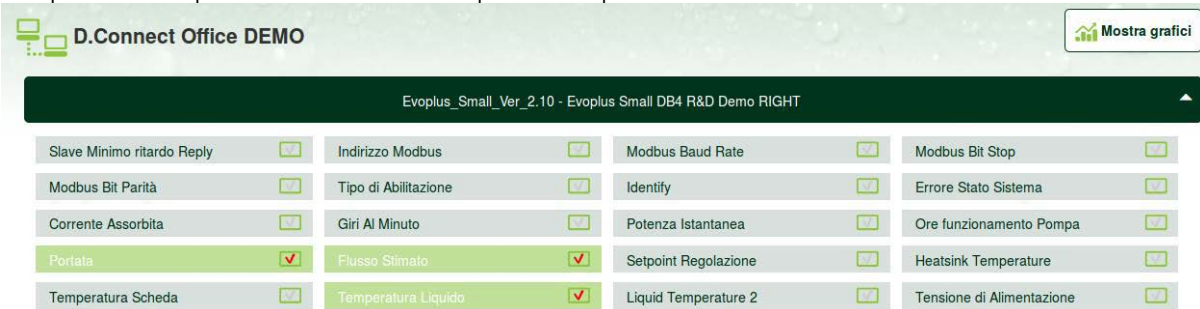 D.Connect Office DEMO
Mostra grafici
Evoplus_Small_Ver_2.10 - Evoplus Small DB4 R&D Demo RIGHT
Slave Minimo ritardo Reply Indirizzo Modbus Modbus Baud Rate Modbus Bit Stop
Modbus Bit Parità Tipo di Abilitazione Identify Errore Stato Sistema
Corrente Assorbita Giri Al Minuto Potenza Istantanea Ore funzionamento Pompa
Portata Flusso Stimato Setpoint Regolazione Heatsink Temperature
Temperatura Scheda Temperatura Liquido Liquid Temperature 2 Tensione di Alimentazione